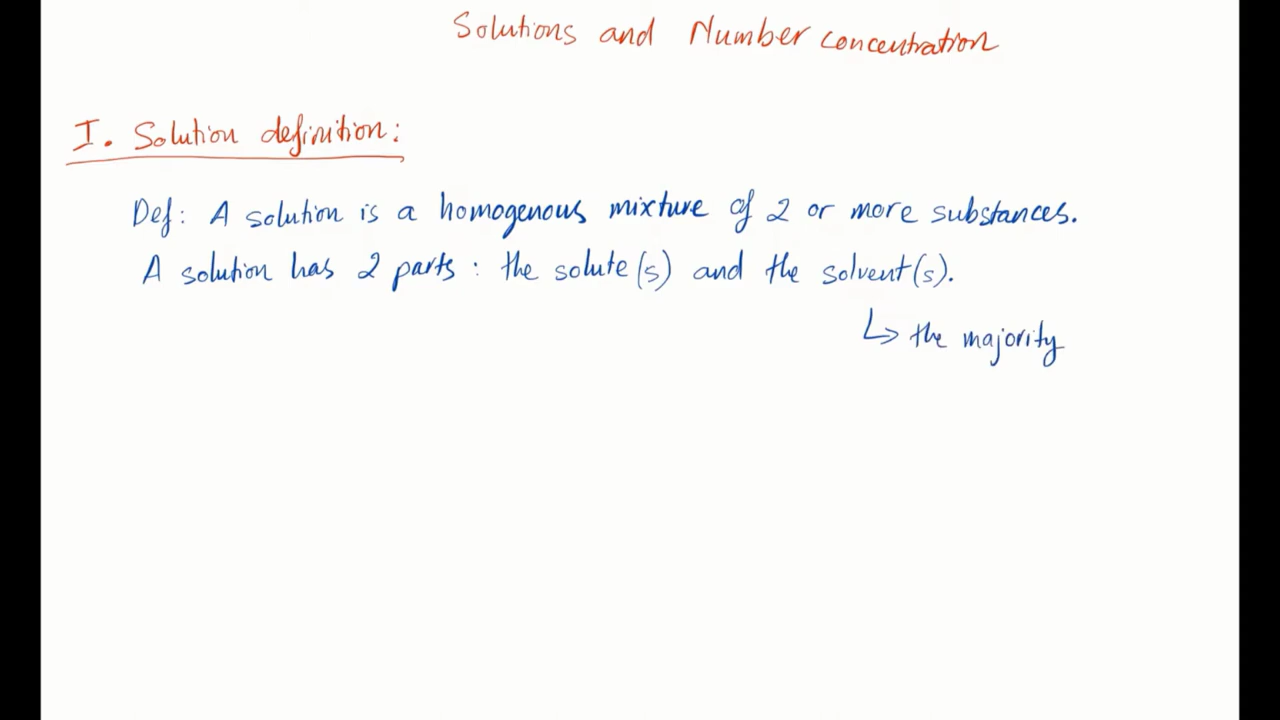 Solutions and Number concentration
I. Solution definition:
Def: A solution is a homogenous mixture of 2 or more substances.
A solution has 2 parts: the solute(s) and the solvent(s).
↳ the majority